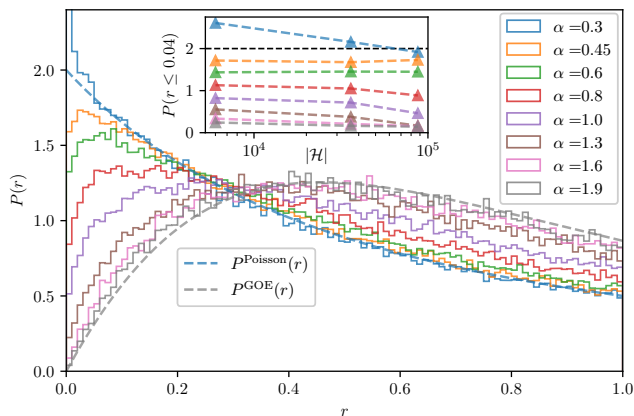 2.0
1.5
1.0
0.5
0.0
P(r)
0.0
0.2
0.4
0.6
0.8
1.0
r
2
1
0
P(r ≤ 0.04)
10⁴
10⁵
|ℋ|
α =0.3
α =0.45
α =0.6
α =0.8
α =1.0
α =1.3
α =1.6
α =1.9
P^Poisson(r)
P^GOE(r)